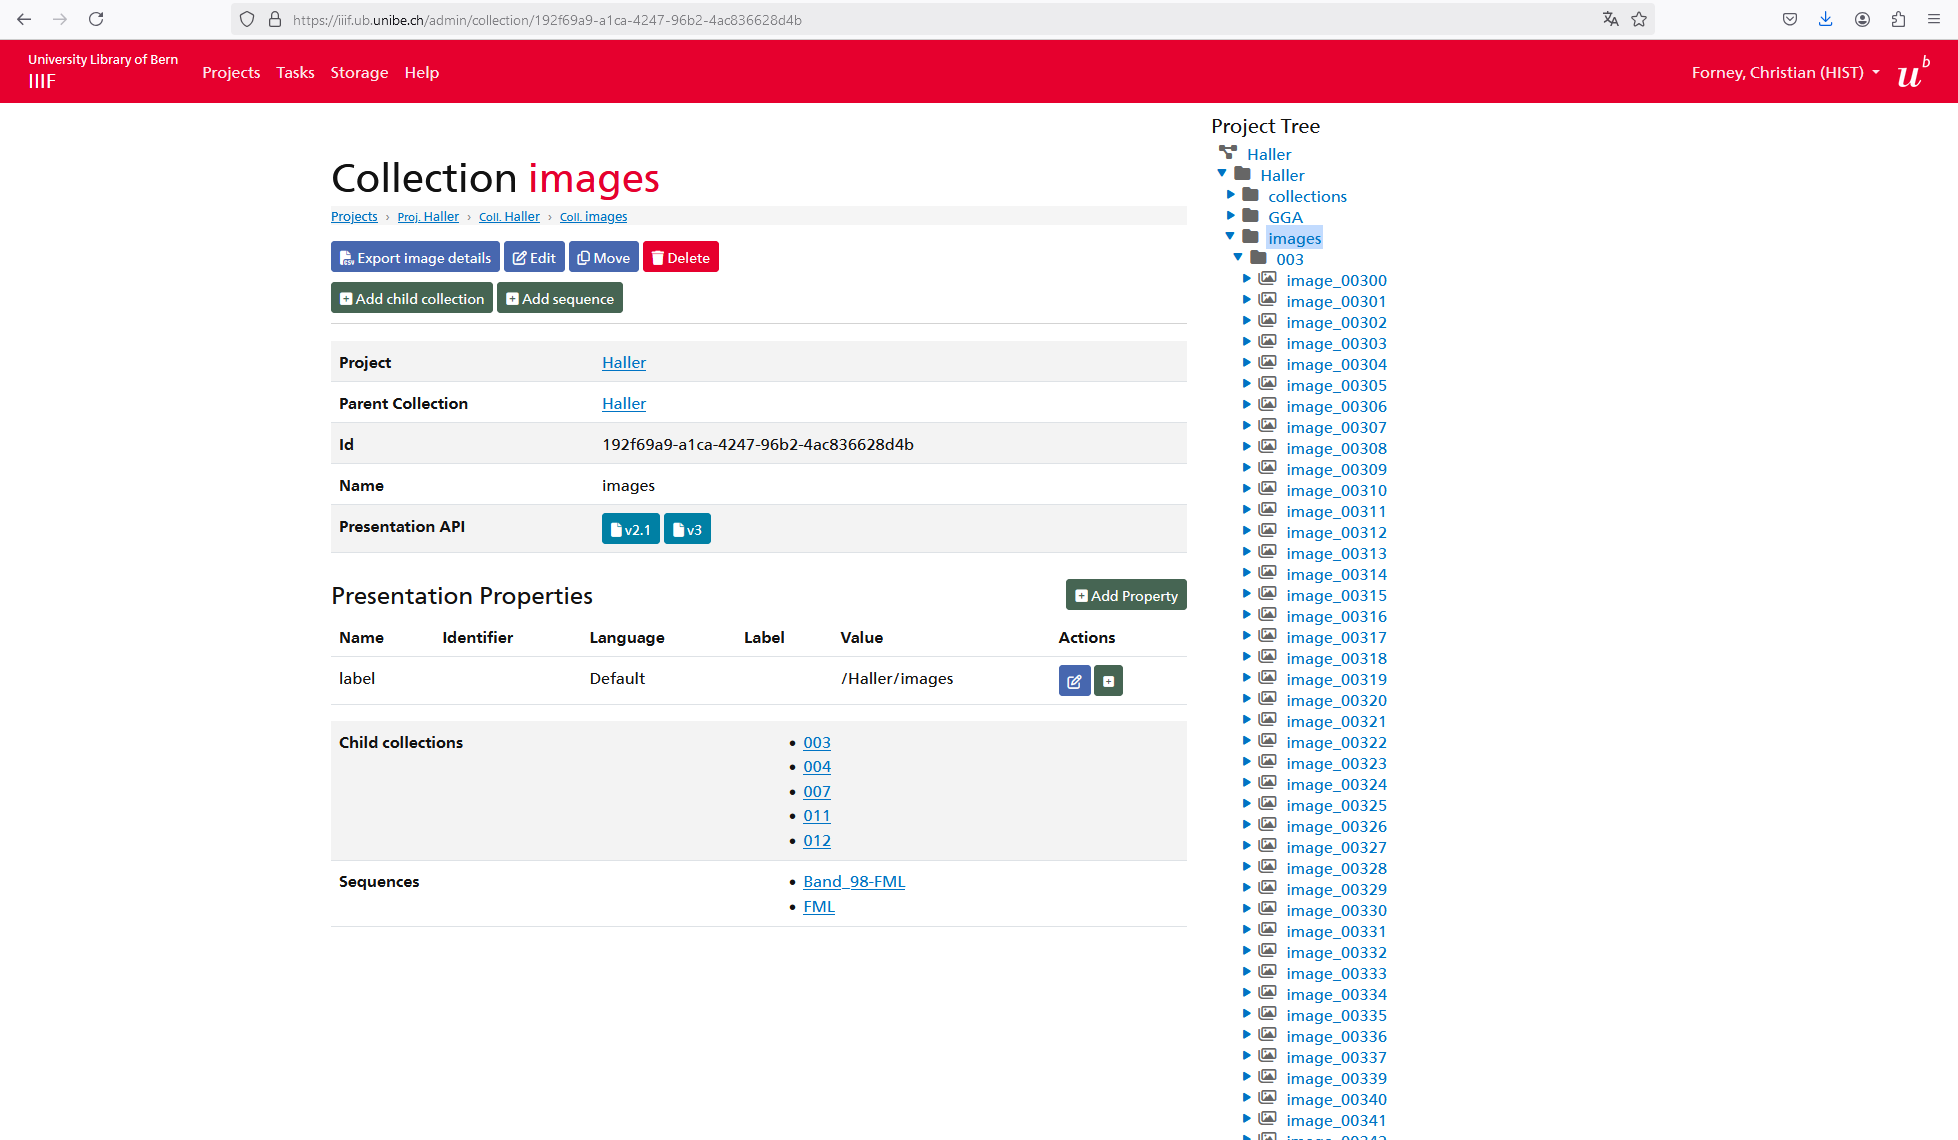 https://iiif.ub.unibe.ch/admin/collection/192f69a9-a1ca-4247-96b2-4ac836628d4b
University Library of Bern
IIIF
Projects Tasks Storage Help
Forney, Christian (HIST)
u b
Collection images
Projects › Proj. Haller › Coll. Haller › Coll. images
Export image details Edit Move Delete
Add child collection Add sequence
Project Haller
Parent Collection Haller
Id 192f69a9-a1ca-4247-96b2-4ac836628d4b
Name images
Presentation API v2.1 v3
Presentation Properties Add Property
Name Identifier Language Label Value Actions
label Default /Haller/images
Child collections
• 003
• 004
• 007
• 011
• 012
Sequences
• Band_98-FML
• FML
Project Tree
Haller
Haller
collections
GGA
images
003
image_00300
image_00301
image_00302
image_00303
image_00304
image_00305
image_00306
image_00307
image_00308
image_00309
image_00310
image_00311
image_00312
image_00313
image_00314
image_00315
image_00316
image_00317
image_00318
image_00319
image_00320
image_00321
image_00322
image_00323
image_00324
image_00325
image_00326
image_00327
image_00328
image_00329
image_00330
image_00331
image_00332
image_00333
image_00334
image_00335
image_00336
image_00337
image_00339
image_00340
image_00341